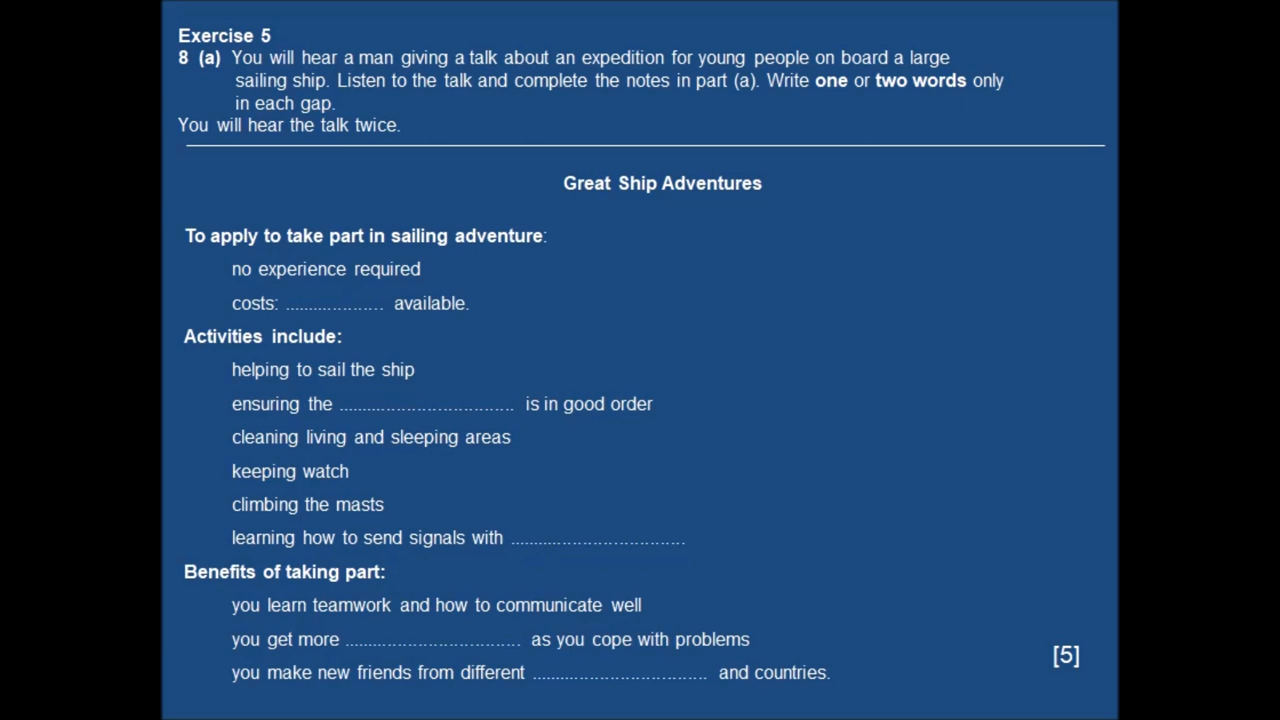 Exercise 5
8 (a) You will hear a man giving a talk about an expedition for young people on board a large
sailing ship. Listen to the talk and complete the notes in part (a). Write one or two words only
in each gap.
You will hear the talk twice.
Great Ship Adventures
To apply to take part in sailing adventure:
no experience required
costs: .................... available.
Activities include:
helping to sail the ship
ensuring the .................................... is in good order
cleaning living and sleeping areas
keeping watch
climbing the masts
learning how to send signals with ....................................
Benefits of taking part:
you learn teamwork and how to communicate well
you get more .................................... as you cope with problems
[5]
you make new friends from different .................................... and countries.